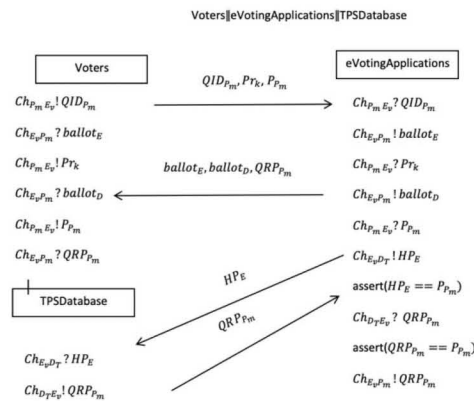 Voters||eVotingApplications||TPSDatabase
Voters
eVotingApplications
QID_{P_m}, Pr_k, P_{P_m}
Ch_{P_m E_v}! QID_{P_m}
Ch_{E_v P_m}? ballot_E
Ch_{P_m E_v}! Pr_k
Ch_{E_v P_m}? ballot_D
Ch_{P_m E_v}! P_{P_m}
Ch_{E_v P_m}? QRP_{P_m}
ballot_E, ballot_D, QRP_{P_m}
Ch_{P_m E_v}? QID_{P_m}
Ch_{E_v P_m}! ballot_E
Ch_{P_m E_v}? Pr_k
Ch_{E_v P_m}! ballot_D
Ch_{P_m E_v}? P_{P_m}
Ch_{E_v D_T}! HP_E
assert(HP_E == P_{P_m})
Ch_{D_T E_v}? QRP_{P_m}
assert(QRP_{P_m} == P_{P_m})
Ch_{E_v P_m}! QRP_{P_m}
HP_E
QRP_{P_m}
TPSDatabase
Ch_{E_v D_T}? HP_E
Ch_{D_T E_v}! QRP_{P_m}